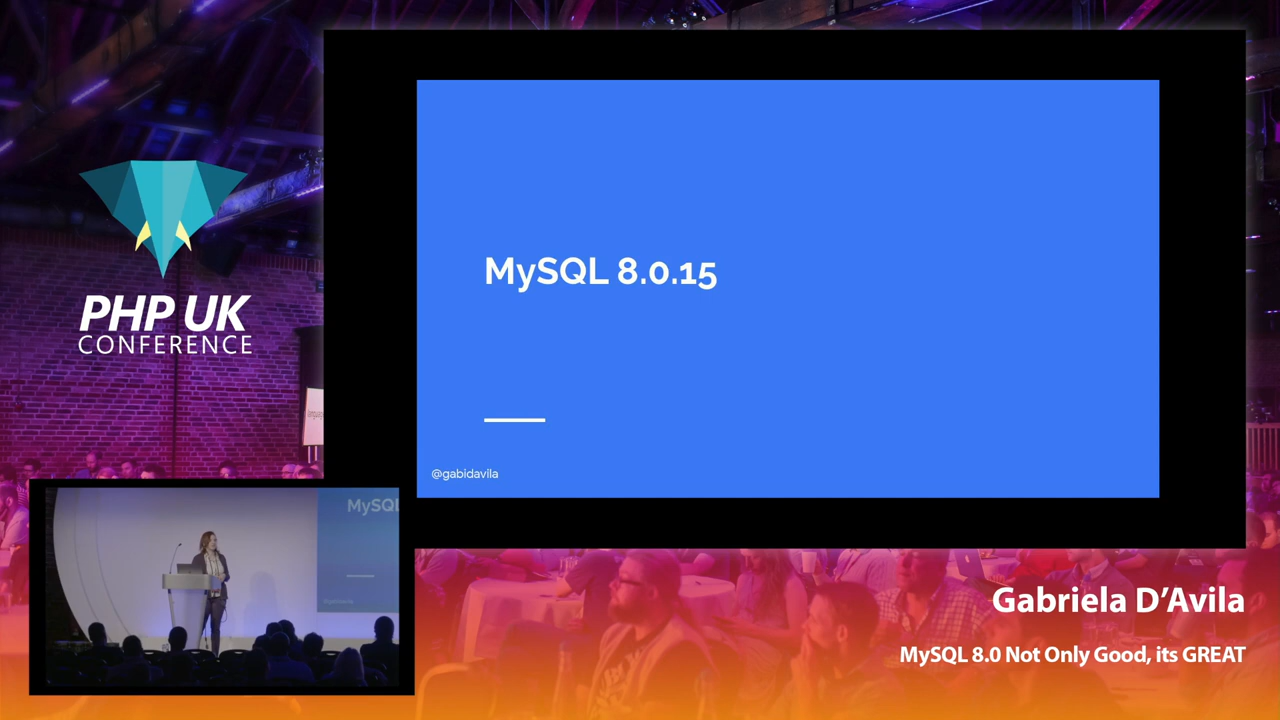 MySQL 8.0.15
@gabidavila
PHP UK
CONFERENCE
MySQL
Gabriela D’Avila
MySQL 8.0 Not Only Good, its GREAT